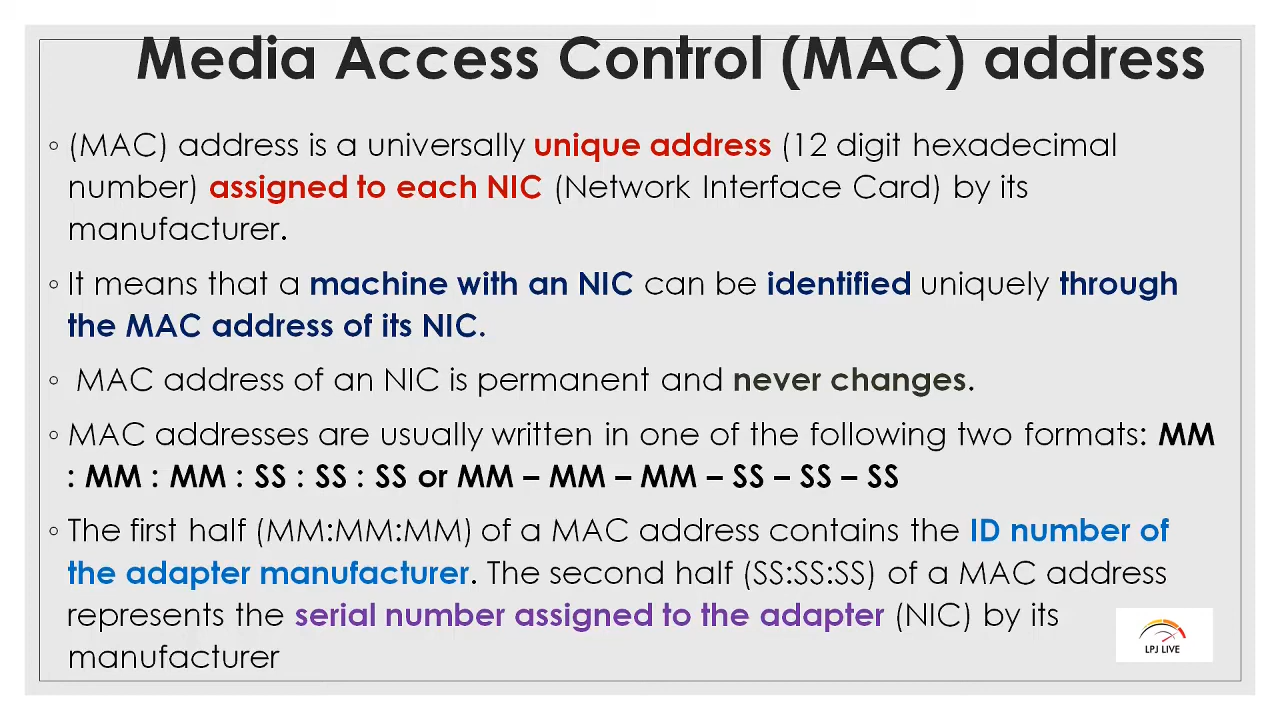 Media Access Control (MAC) address
◦ (MAC) address is a universally unique address (12 digit hexadecimal
number) assigned to each NIC (Network Interface Card) by its
manufacturer.
◦ It means that a machine with an NIC can be identified uniquely through
the MAC address of its NIC.
◦ MAC address of an NIC is permanent and never changes.
◦ MAC addresses are usually written in one of the following two formats: MM
: MM : MM : SS : SS : SS or MM – MM – MM – SS – SS – SS
◦ The first half (MM:MM:MM) of a MAC address contains the ID number of
the adapter manufacturer. The second half (SS:SS:SS) of a MAC address
represents the serial number assigned to the adapter (NIC) by its
manufacturer
LPJ LIVE